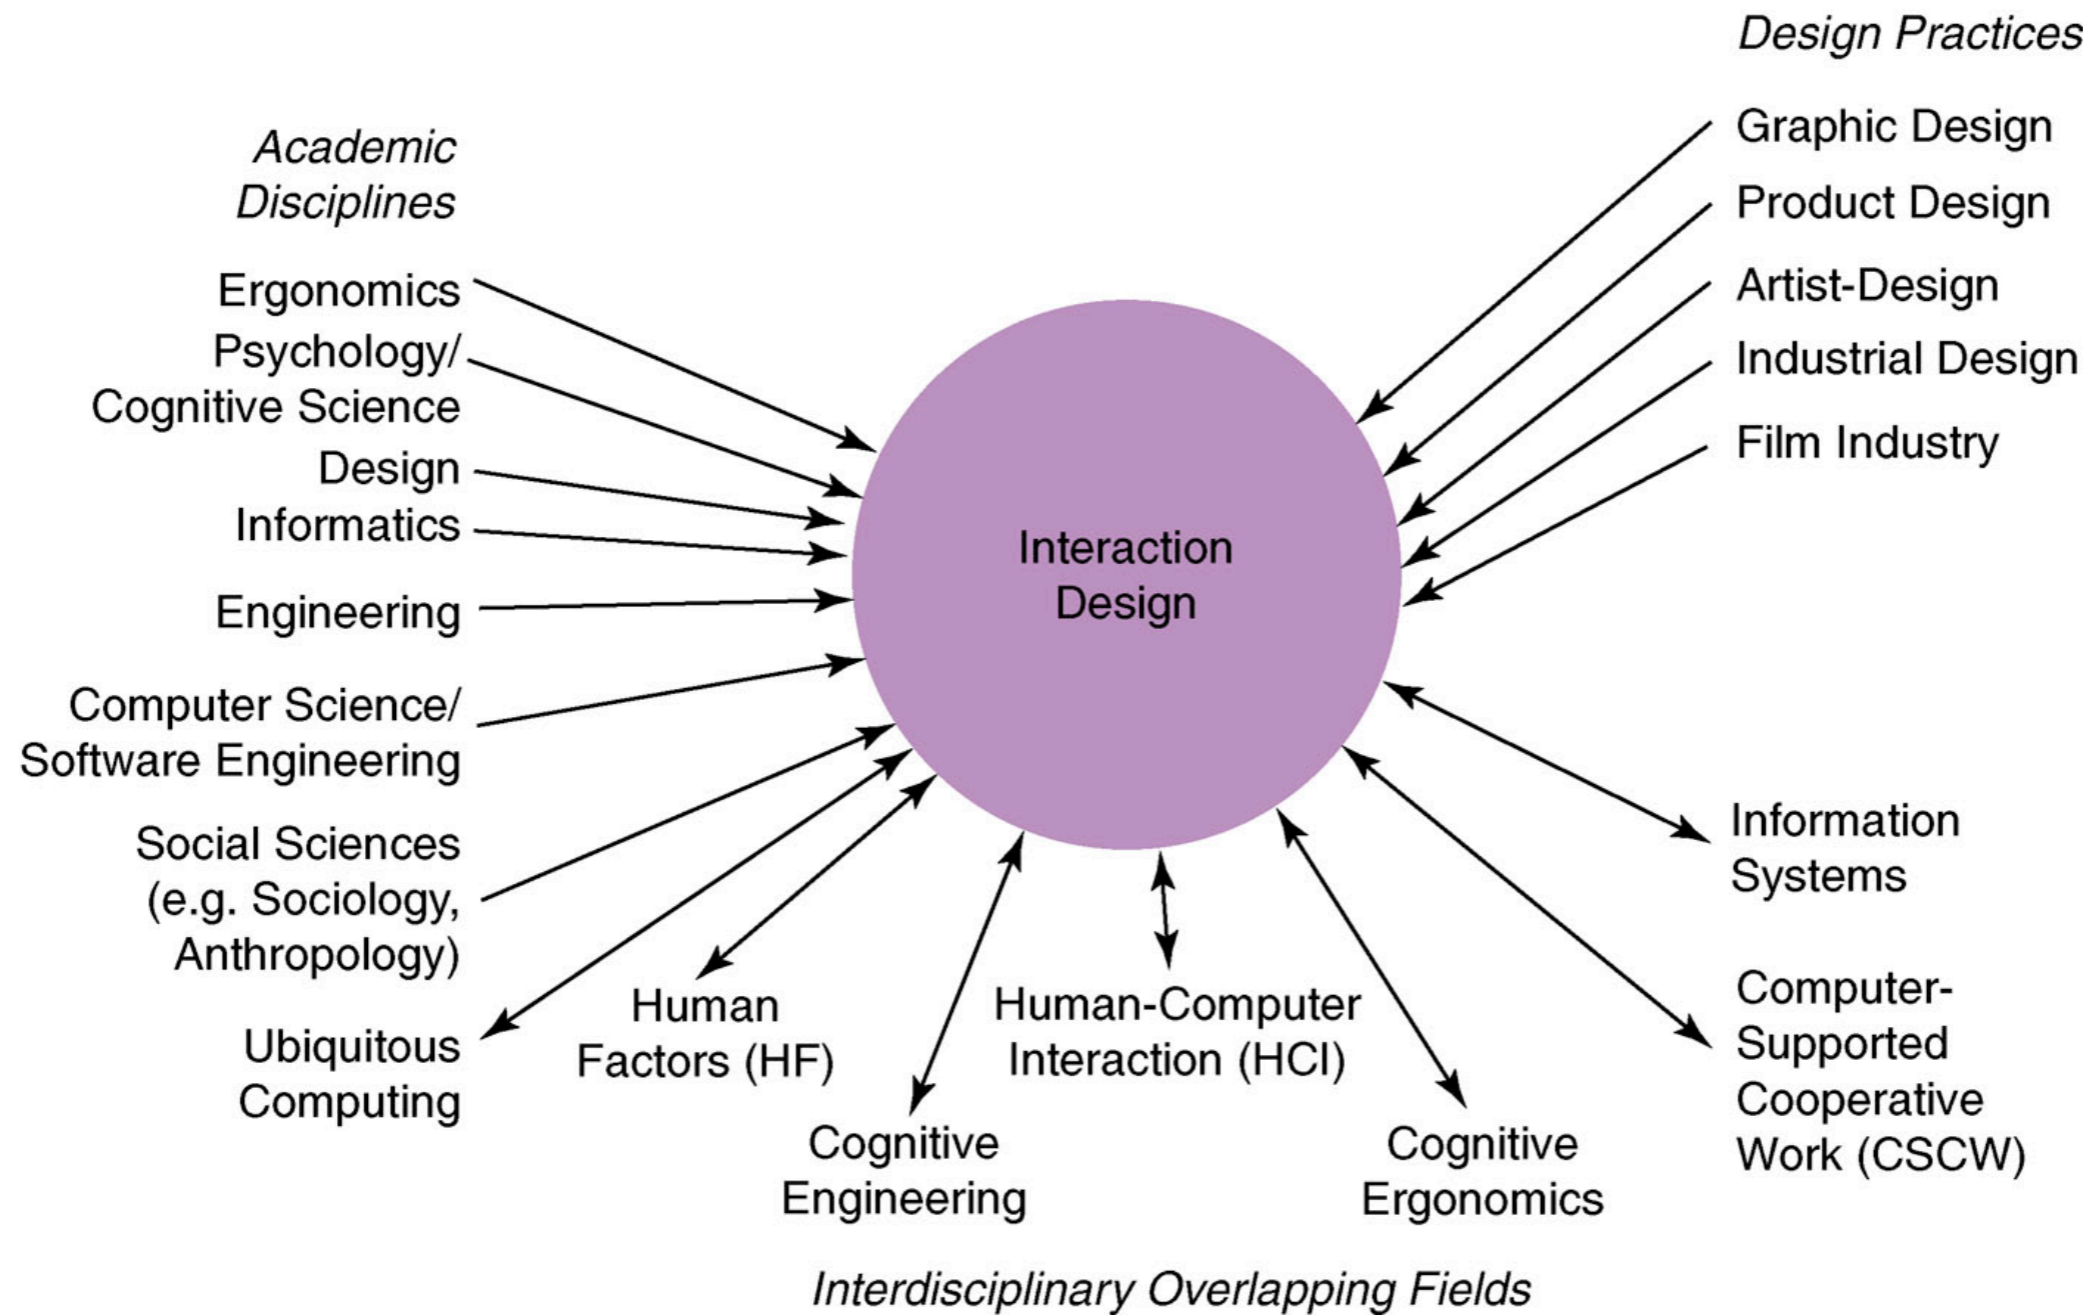 Design Practices
Graphic Design
Product Design
Artist-Design
Industrial Design
Film Industry
Academic
Disciplines
Ergonomics
Psychology/
Cognitive Science
Design
Informatics
Engineering
Computer Science/
Software Engineering
Social Sciences
(e.g. Sociology,
Anthropology)
Interaction
Design
Ubiquitous
Computing
Human
Factors (HF)
Cognitive
Engineering
Human-Computer
Interaction (HCI)
Cognitive
Ergonomics
Information
Systems
Computer-
Supported
Cooperative
Work (CSCW)
Interdisciplinary Overlapping Fields